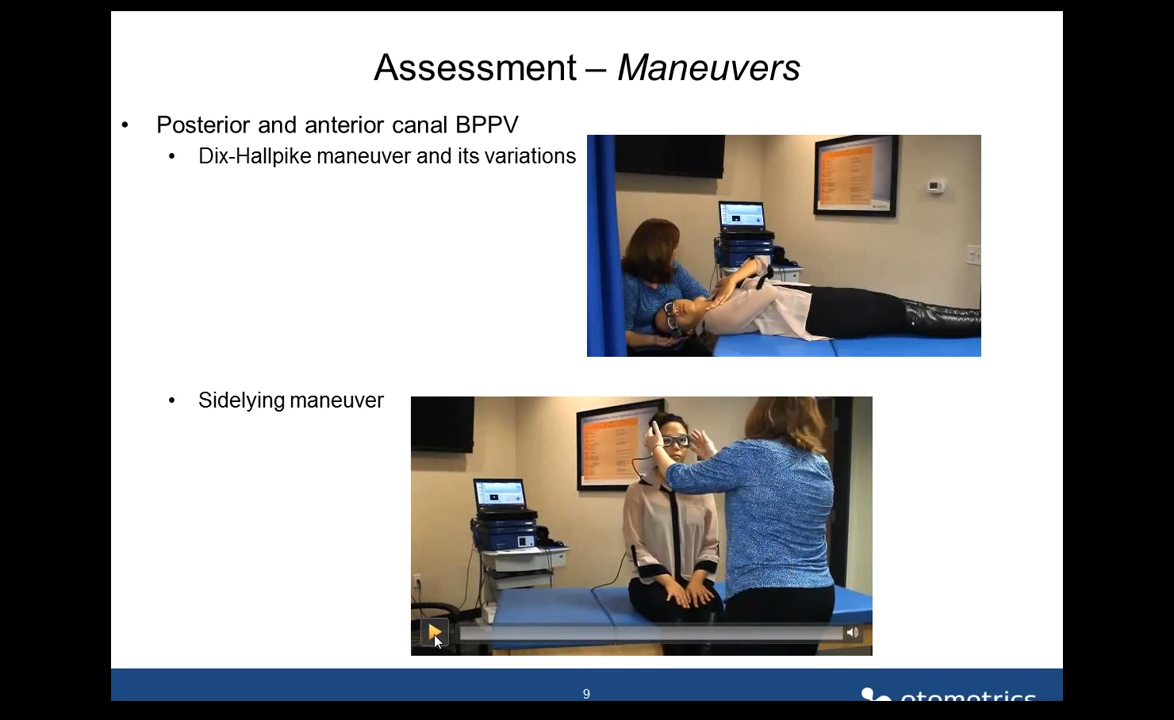 Assessment – Maneuvers
• Posterior and anterior canal BPPV
• Dix-Hallpike maneuver and its variations
• Sidelying maneuver
9
otometrics